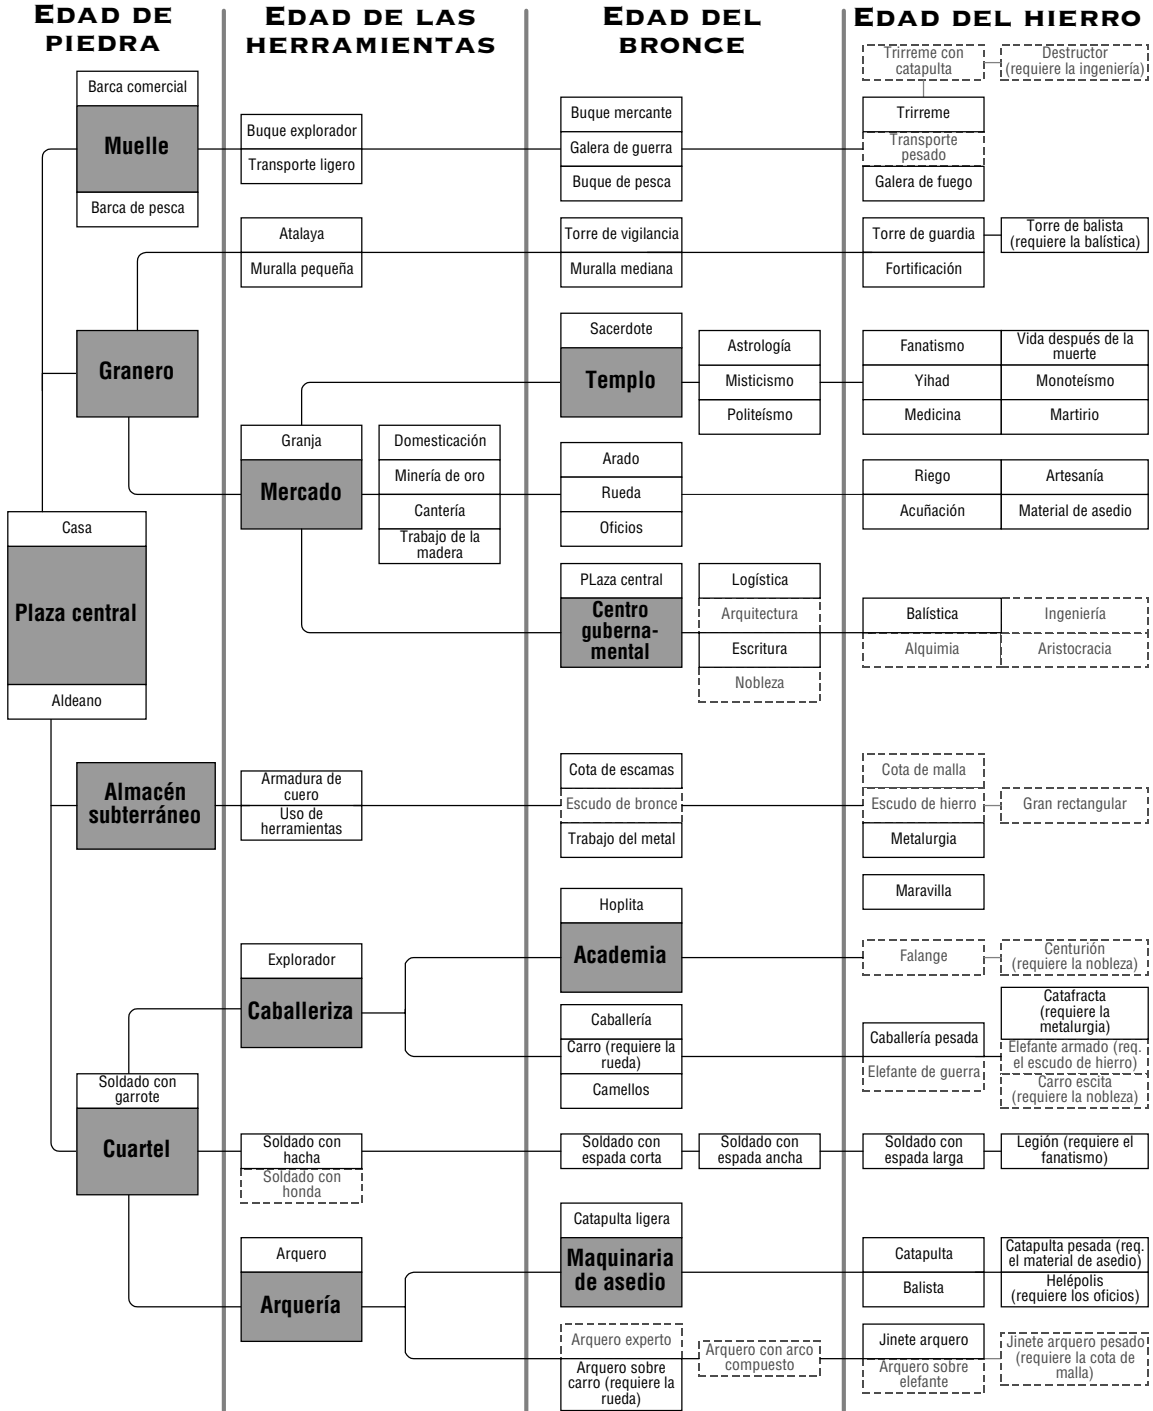 EDAD DE
PIEDRA
EDAD DE LAS
HERRAMIENTAS
EDAD DEL
BRONCE
EDAD DEL HIERRO
Trirreme con
catapulta
Destructor
(requiere la ingeniería)
Barca comercial
Muelle
Barca de pesca
Buque explorador
Transporte ligero
Buque mercante
Galera de guerra
Buque de pesca
Trirreme
Transporte
pesado
Galera de fuego
Atalaya
Muralla pequeña
Torre de vigilancia
Muralla mediana
Torre de guardia
Fortificación
Torre de balista
(requiere la balística)
Granero
Sacerdote
Templo
Astrología
Misticismo
Politeísmo
Fanatismo
Yihad
Medicina
Vida después de la
muerte
Monoteísmo
Martirio
Granja
Mercado
Domesticación
Minería de oro
Cantería
Trabajo de la
madera
Arado
Rueda
Oficios
Riego
Acuñación
Artesanía
Material de asedio
Casa
Plaza central
Aldeano
PLaza central
Centro
guberna-
mental
Logística
Arquitectura
Escritura
Nobleza
Balística
Alquimia
Ingeniería
Aristocracia
Almacén
subterráneo
Armadura de
cuero
Uso de
herramientas
Cota de escamas
Escudo de bronce
Trabajo del metal
Cota de malla
Escudo de hierro
Metalurgia
Gran rectangular
Maravilla
Explorador
Caballeriza
Hoplita
Academia
Falange
Centurión
(requiere la nobleza)
Caballería
Carro (requiere la
rueda)
Camellos
Caballería pesada
Elefante de guerra
Catafracta
(requiere la
metalurgia)
Elefante armado (req.
el escudo de hierro)
Carro escita
(requiere la nobleza)
Soldado con
garrote
Cuartel
Soldado con
hacha
Soldado con
honda
Soldado con
espada corta
Soldado con
espada ancha
Soldado con
espada larga
Legión (requiere el
fanatismo)
Arquero
Arquería
Catapulta ligera
Maquinaria
de asedio
Catapulta
Balista
Catapulta pesada (req.
el material de asedio)
Helépolis
(requiere los oficios)
Arquero experto
Arquero sobre
carro (requiere la
rueda)
Arquero con arco
compuesto
Jinete arquero
Arquero sobre
elefante
Jinete arquero pesado
(requiere la cota de
malla)